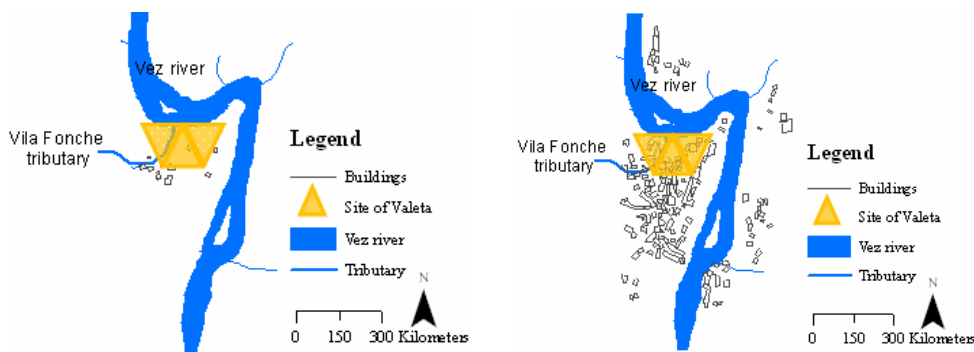 Vez river
Vila Fonche
tributary
Legend
Buildings
Site of Valeta
Vez river
Tributary
N
0 150 300 Kilometers
Vez river
Vila Fonche
tributary
Legend
Buildings
Site of Valeta
Vez river
Tributary
N
0 150 300 Kilometers